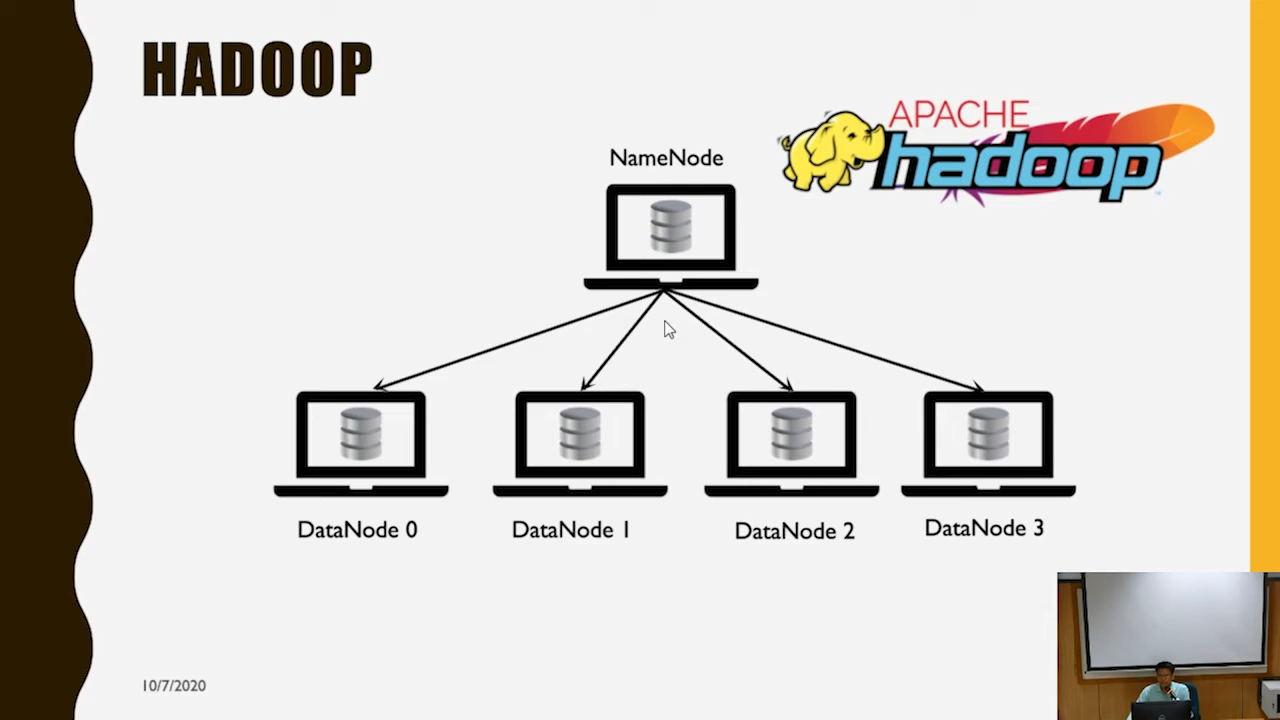 HADOOP
APACHE
hadoop
NameNode
DataNode 0
DataNode 1
DataNode 2
DataNode 3
10/7/2020